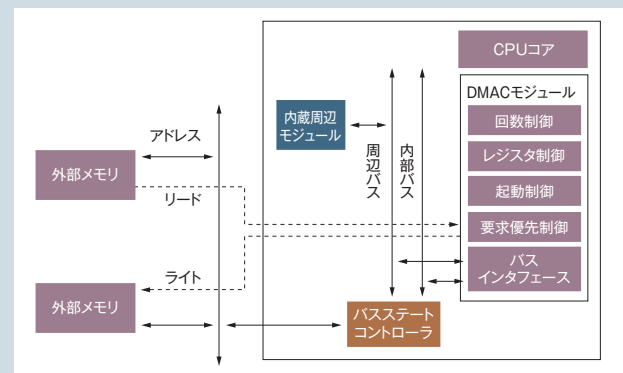 CPUコア
DMACモジュール
回数制御
レジスタ制御
起動制御
要求優先制御
バス
インタフェース
内蔵周辺
モジュール
周辺バス
内部バス
アドレス
外部メモリ
リード
ライト
外部メモリ
バスステート
コントローラ